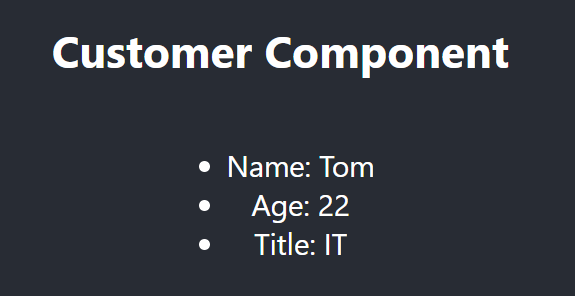 Customer Component
• Name: Tom
• Age: 22
• Title: IT